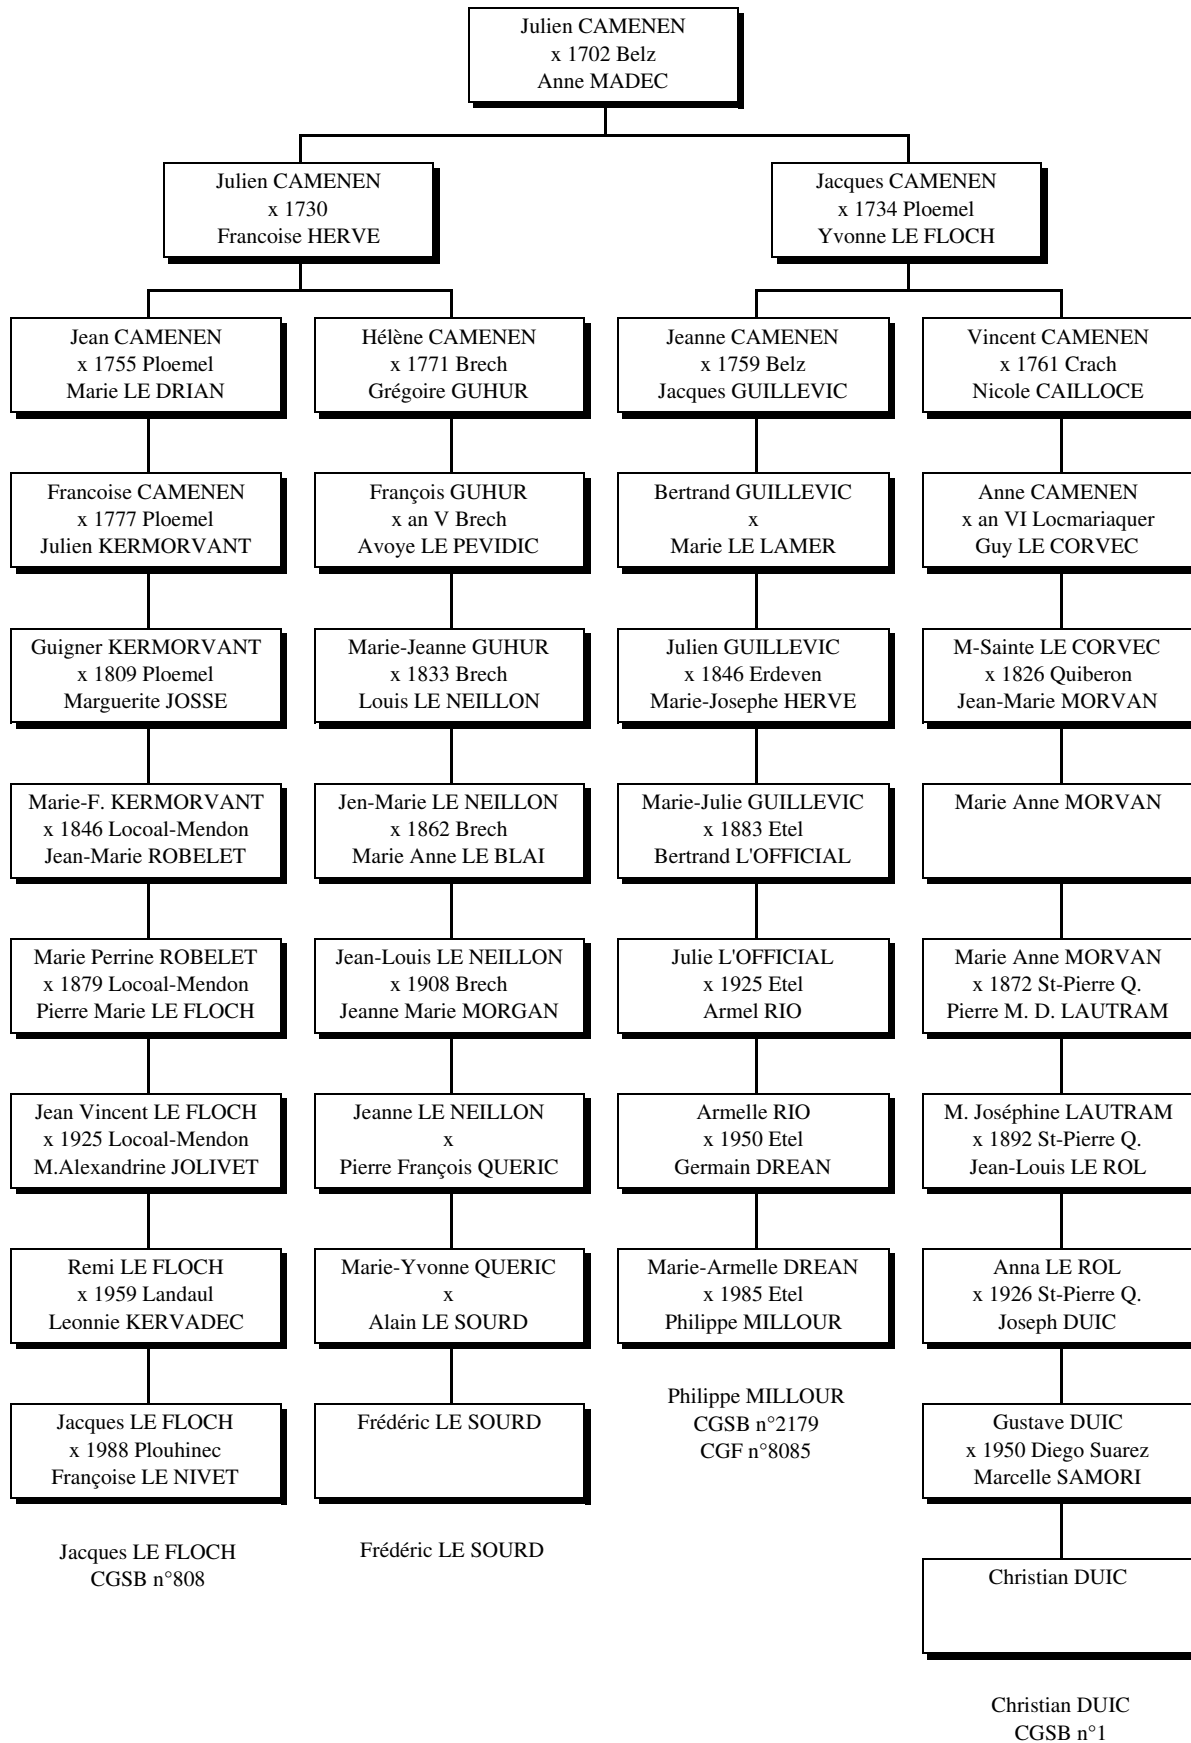 Julien CAMENEN
x 1702 Belz
Anne MADEC
Julien CAMENEN
x 1730
Francoise HERVE
Jacques CAMENEN
x 1734 Ploemel
Yvonne LE FLOCH
Jean CAMENEN
x 1755 Ploemel
Marie LE DRIAN
Hélène CAMENEN
x 1771 Brech
Grégoire GUHUR
Jeanne CAMENEN
x 1759 Belz
Jacques GUILLEVIC
Vincent CAMENEN
x 1761 Crach
Nicole CAILLOCE
Francoise CAMENEN
x 1777 Ploemel
Julien KERMORVANT
François GUHUR
x an V Brech
Avoye LE PEVIDIC
Bertrand GUILLEVIC
x
Marie LE LAMER
Anne CAMENEN
x an VI Locmariaquer
Guy LE CORVEC
Guigner KERMORVANT
x 1809 Ploemel
Marguerite JOSSE
Marie-Jeanne GUHUR
x 1833 Brech
Louis LE NEILLON
Julien GUILLEVIC
x 1846 Erdeven
Marie-Josephe HERVE
M-Sainte LE CORVEC
x 1826 Quiberon
Jean-Marie MORVAN
Marie-F. KERMORVANT
x 1846 Locoal-Mendon
Jean-Marie ROBELET
Jen-Marie LE NEILLON
x 1862 Brech
Marie Anne LE BLAI
Marie-Julie GUILLEVIC
x 1883 Etel
Bertrand L'OFFICIAL
Marie Anne MORVAN
Marie Perrine ROBELET
x 1879 Locoal-Mendon
Pierre Marie LE FLOCH
Jean-Louis LE NEILLON
x 1908 Brech
Jeanne Marie MORGAN
Julie L'OFFICIAL
x 1925 Etel
Armel RIO
Marie Anne MORVAN
x 1872 St-Pierre Q.
Pierre M. D. LAUTRAM
Jean Vincent LE FLOCH
x 1925 Locoal-Mendon
M.Alexandrine JOLIVET
Jeanne LE NEILLON
x
Pierre François QUERIC
Armelle RIO
x 1950 Etel
Germain DREAN
M. Joséphine LAUTRAM
x 1892 St-Pierre Q.
Jean-Louis LE ROL
Remi LE FLOCH
x 1959 Landaul
Leonnie KERVADEC
Marie-Yvonne QUERIC
x
Alain LE SOURD
Marie-Armelle DREAN
x 1985 Etel
Philippe MILLOUR
Anna LE ROL
x 1926 St-Pierre Q.
Joseph DUIC
Jacques LE FLOCH
x 1988 Plouhinec
Françoise LE NIVET
Frédéric LE SOURD
Philippe MILLOUR
CGSB n°2179
CGF n°8085
Gustave DUIC
x 1950 Diego Suarez
Marcelle SAMORI
Jacques LE FLOCH
CGSB n°808
Frédéric LE SOURD
Christian DUIC
Christian DUIC
CGSB n°1